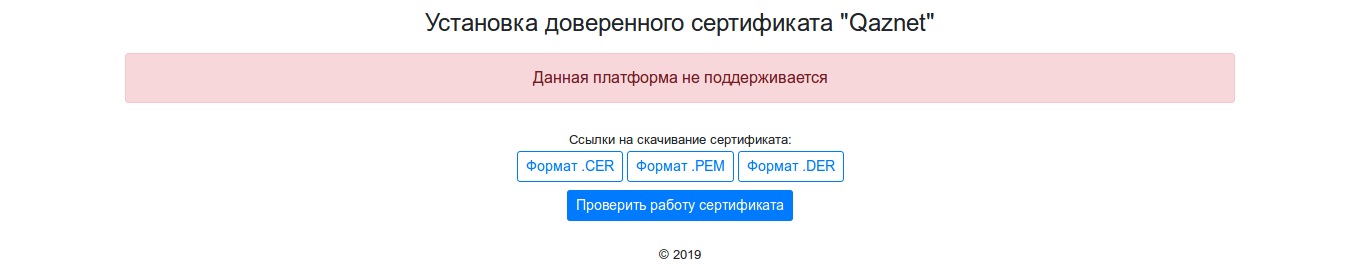 Установка доверенного сертификата "Qaznet"
Данная платформа не поддерживается
Ссылки на скачивание сертификата:
Формат .CER Формат .PEM Формат .DER
Проверить работу сертификата
© 2019